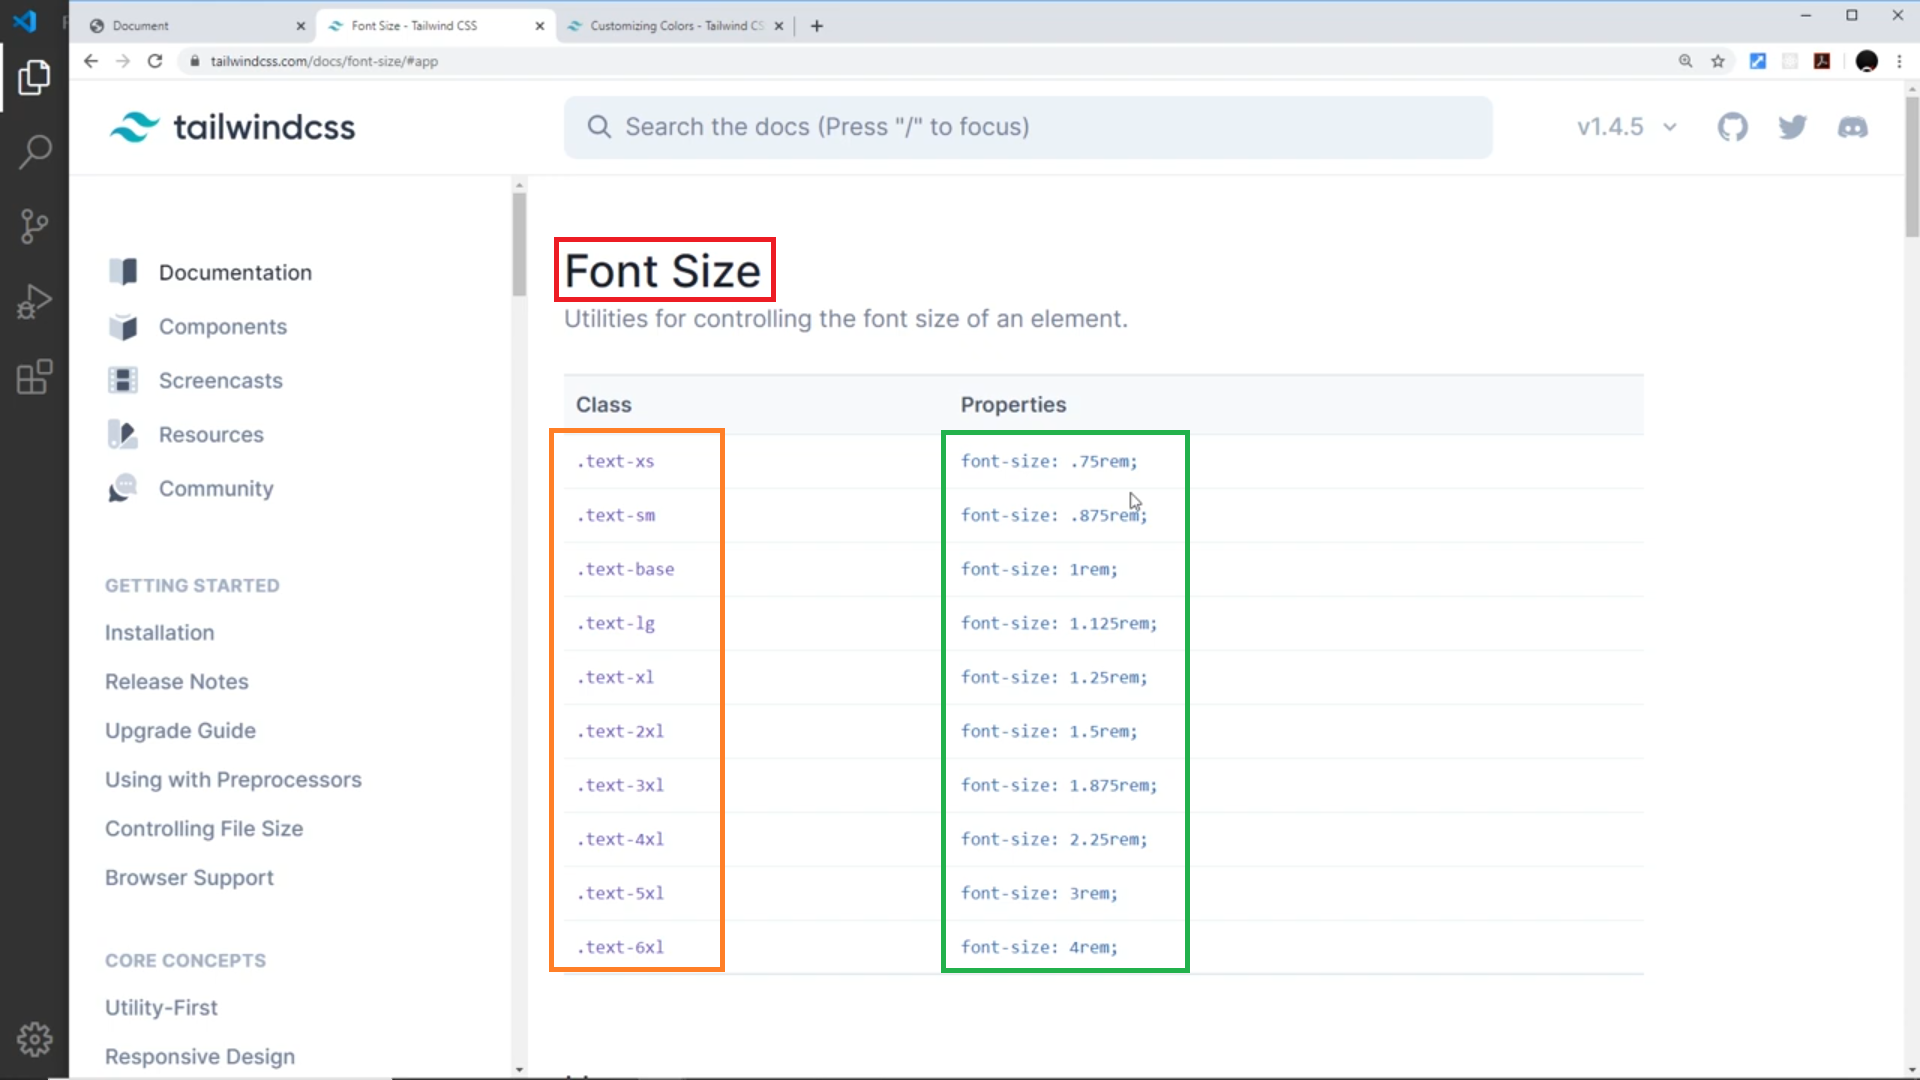 Document
Font Size - Tailwind CSS
Customizing Colors - Tailwind CS
tailwindcss.com/docs/font-size/#app
tailwindcss
Search the docs (Press "/" to focus)
v1.4.5
Documentation
Components
Screencasts
Resources
Community
GETTING STARTED
Installation
Release Notes
Upgrade Guide
Using with Preprocessors
Controlling File Size
Browser Support
CORE CONCEPTS
Utility-First
Responsive Design
Font Size
Utilities for controlling the font size of an element.
Class Properties
.text-xs font-size: .75rem;
.text-sm font-size: .875rem;
.text-base font-size: 1rem;
.text-lg font-size: 1.125rem;
.text-xl font-size: 1.25rem;
.text-2xl font-size: 1.5rem;
.text-3xl font-size: 1.875rem;
.text-4xl font-size: 2.25rem;
.text-5xl font-size: 3rem;
.text-6xl font-size: 4rem;